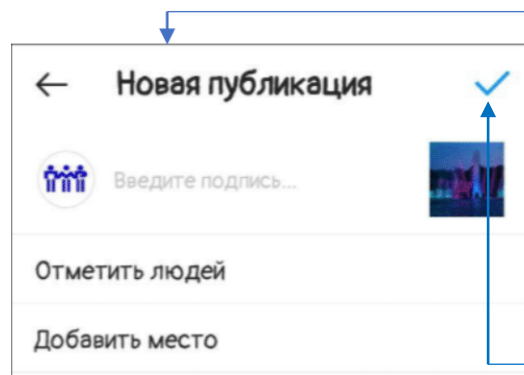 Новая публикация
Введите подпись...
Отметить людей
Добавить место